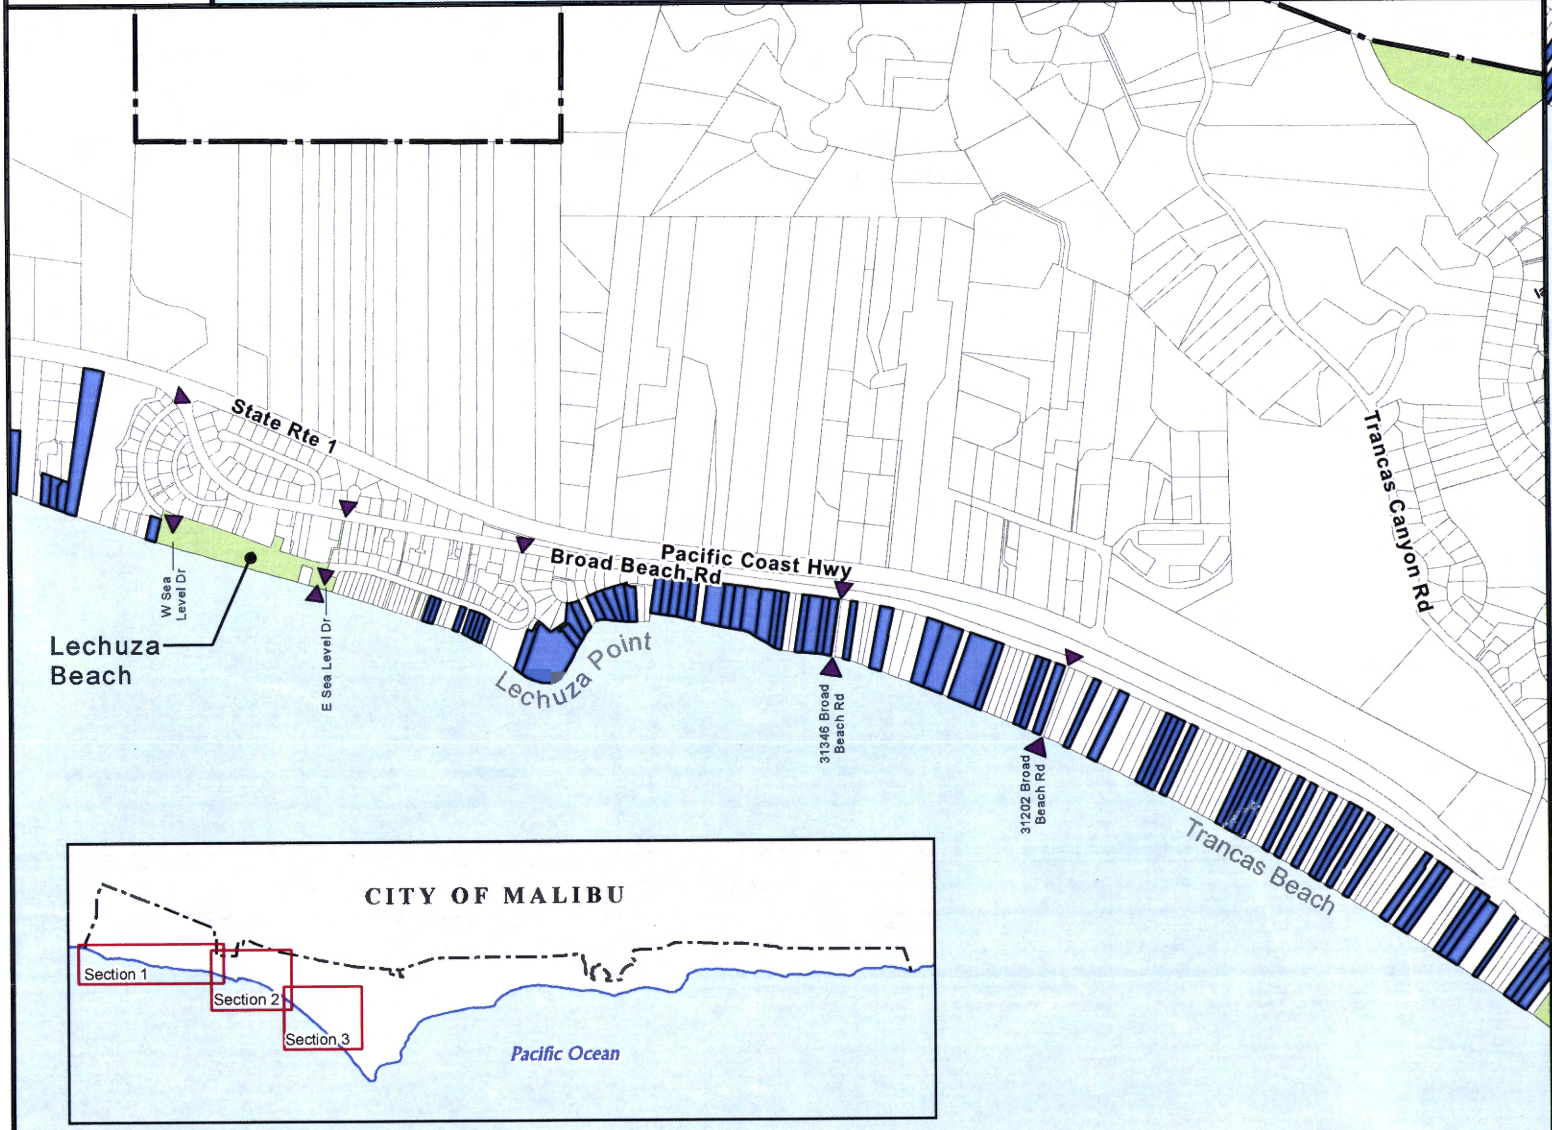 State Rte 1
Pacific Coast Hwy
Broad Beach Rd
Trancas Canyon Rd
W Sea
Level Dr
E Sea Level Dr
Lechuza
Beach
Lechuza Point
31346 Broad
Beach Rd
31202 Broad
Beach Rd
Trancas Beach
CITY OF MALIBU
Section 1
Section 2
Section 3
Pacific Ocean